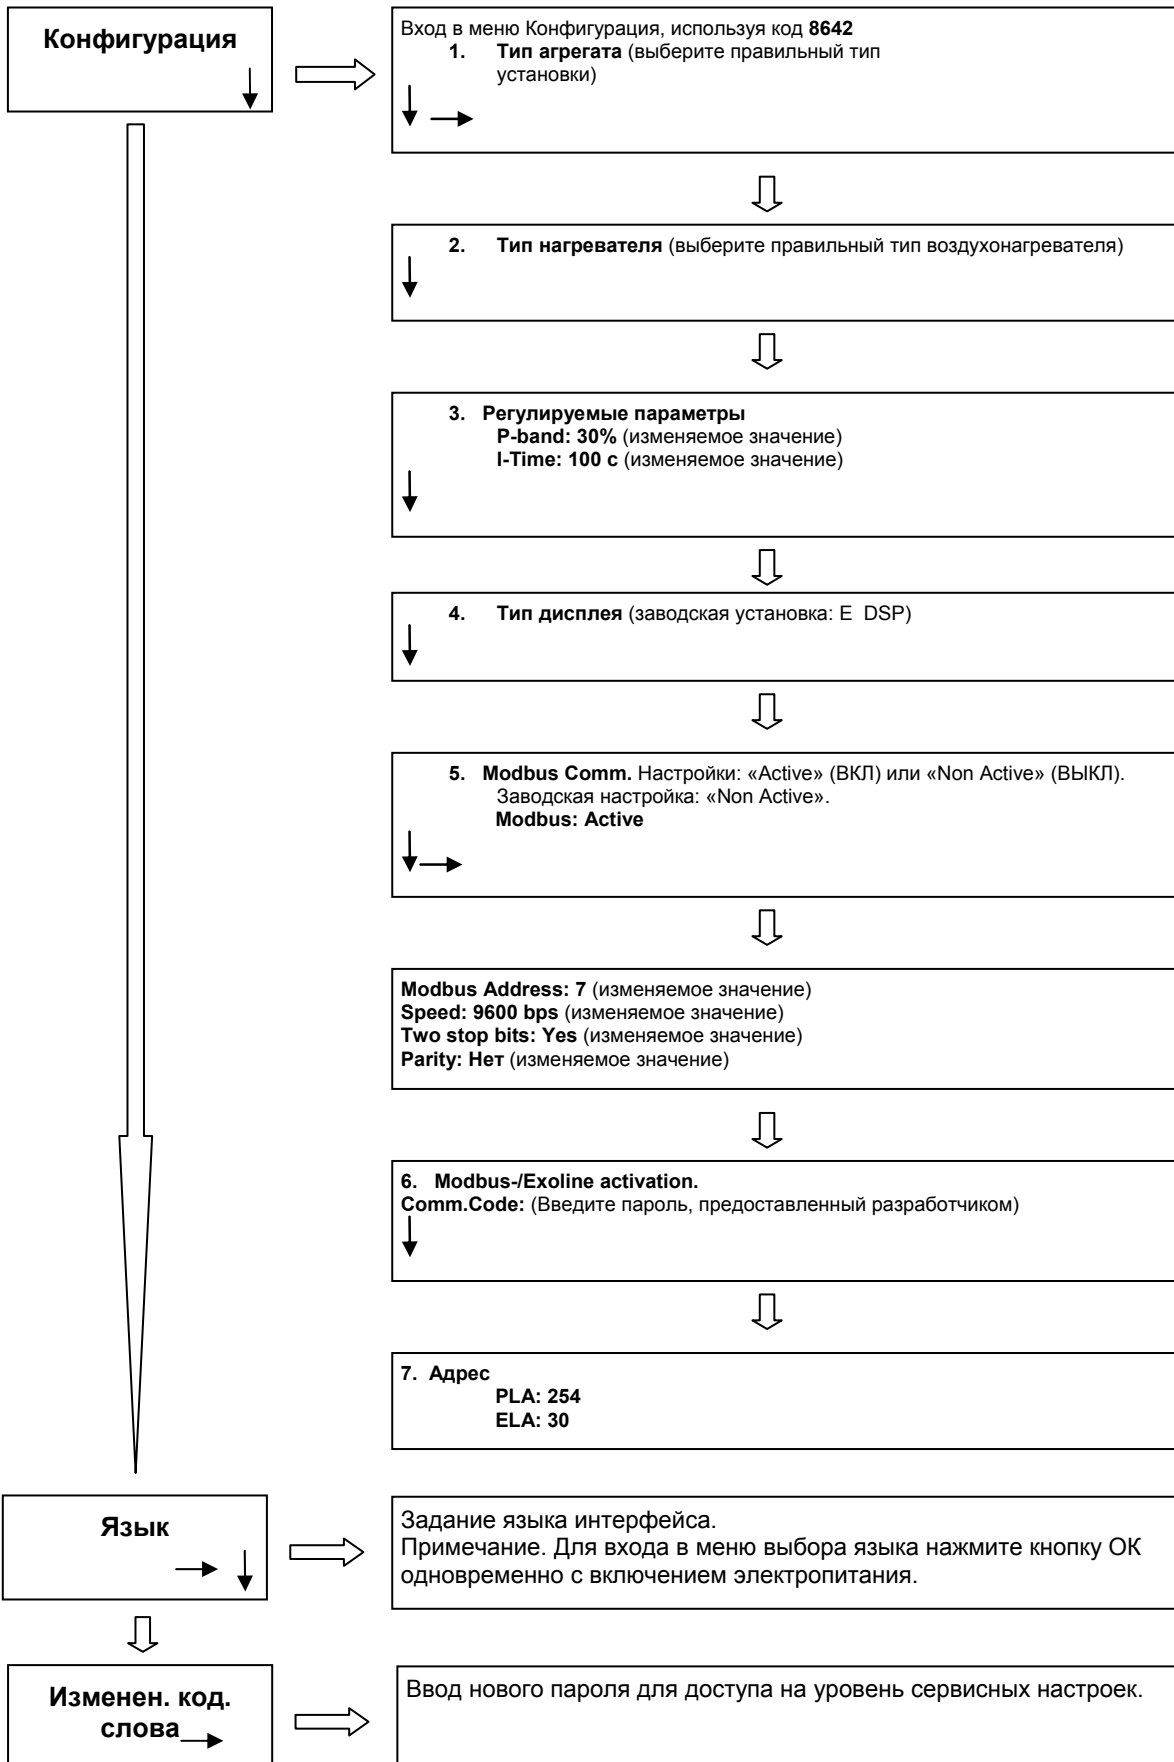 Конфигурация
Вход в меню Конфигурация, используя код 8642
1. Тип агрегата (выберите правильный тип
установки)
2. Тип нагревателя (выберите правильный тип воздухонагревателя)
3. Регулируемые параметры
P-band: 30% (изменяемое значение)
I-Time: 100 с (изменяемое значение)
4. Тип дисплея (заводская установка: E DSP)
5. Modbus Comm. Настройки: «Active» (ВКЛ) или «Non Active» (ВЫКЛ).
Заводская настройка: «Non Active».
Modbus: Active
Modbus Address: 7 (изменяемое значение)
Speed: 9600 bps (изменяемое значение)
Two stop bits: Yes (изменяемое значение)
Parity: Нет (изменяемое значение)
6. Modbus-/Exoline activation.
Comm.Code: (Введите пароль, предоставленный разработчиком)
7. Адрес
PLA: 254
ELA: 30
Язык
Задание языка интерфейса.
Примечание. Для входа в меню выбора языка нажмите кнопку ОК
одновременно с включением электропитания.
Изменен. код.
слова
Ввод нового пароля для доступа на уровень сервисных настроек.